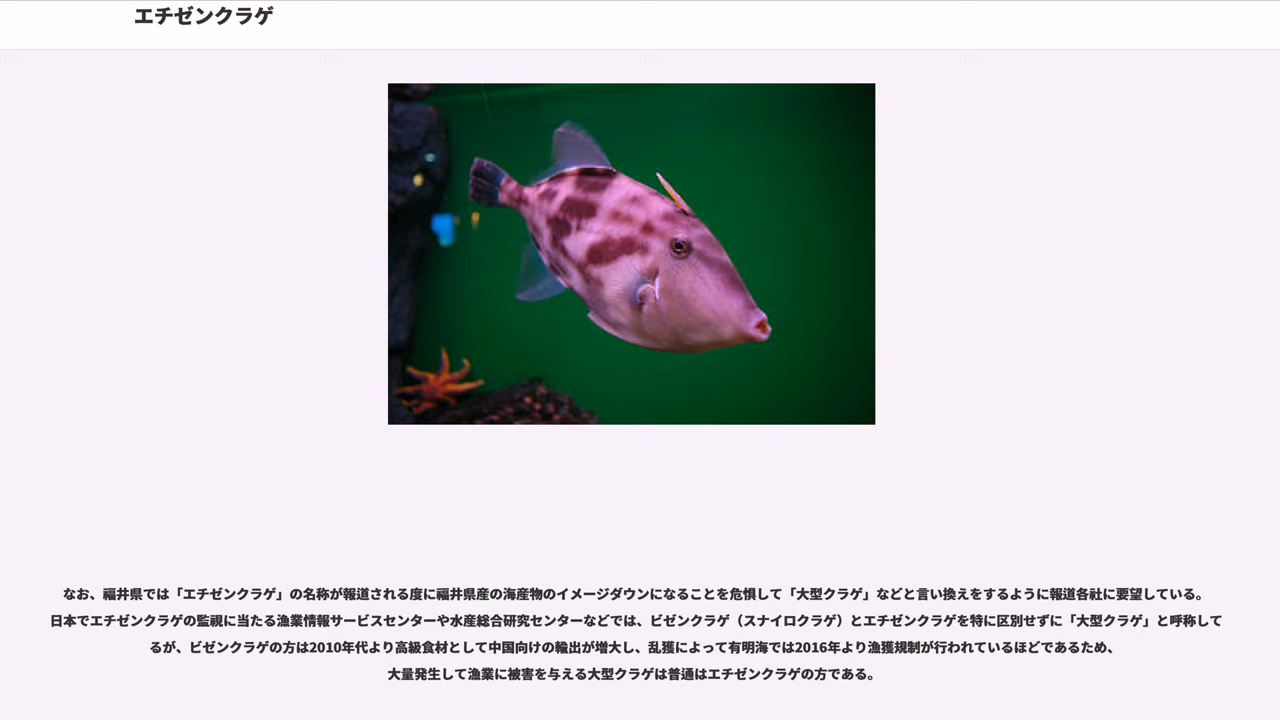 エチゼンクラゲ
なお、福井県では「エチゼンクラゲ」の名称が報道される度に福井県産の海産物のイメージダウンになることを危惧して「大型クラゲ」などと言い換えをするように報道各社に要望している。
日本でエチゼンクラゲの監視に当たる漁業情報サービスセンターや水産総合研究センターなどでは、ビゼンクラゲ（スナイロクラゲ）とエチゼンクラゲを特に区別せずに「大型クラゲ」と呼称して
るが、ビゼンクラゲの方は2010年代より高級食材として中国向けの輸出が増大し、乱獲によって有明海では2016年より漁獲規制が行われているほどであるため、
大量発生して漁業に被害を与える大型クラゲは普通はエチゼンクラゲの方である。